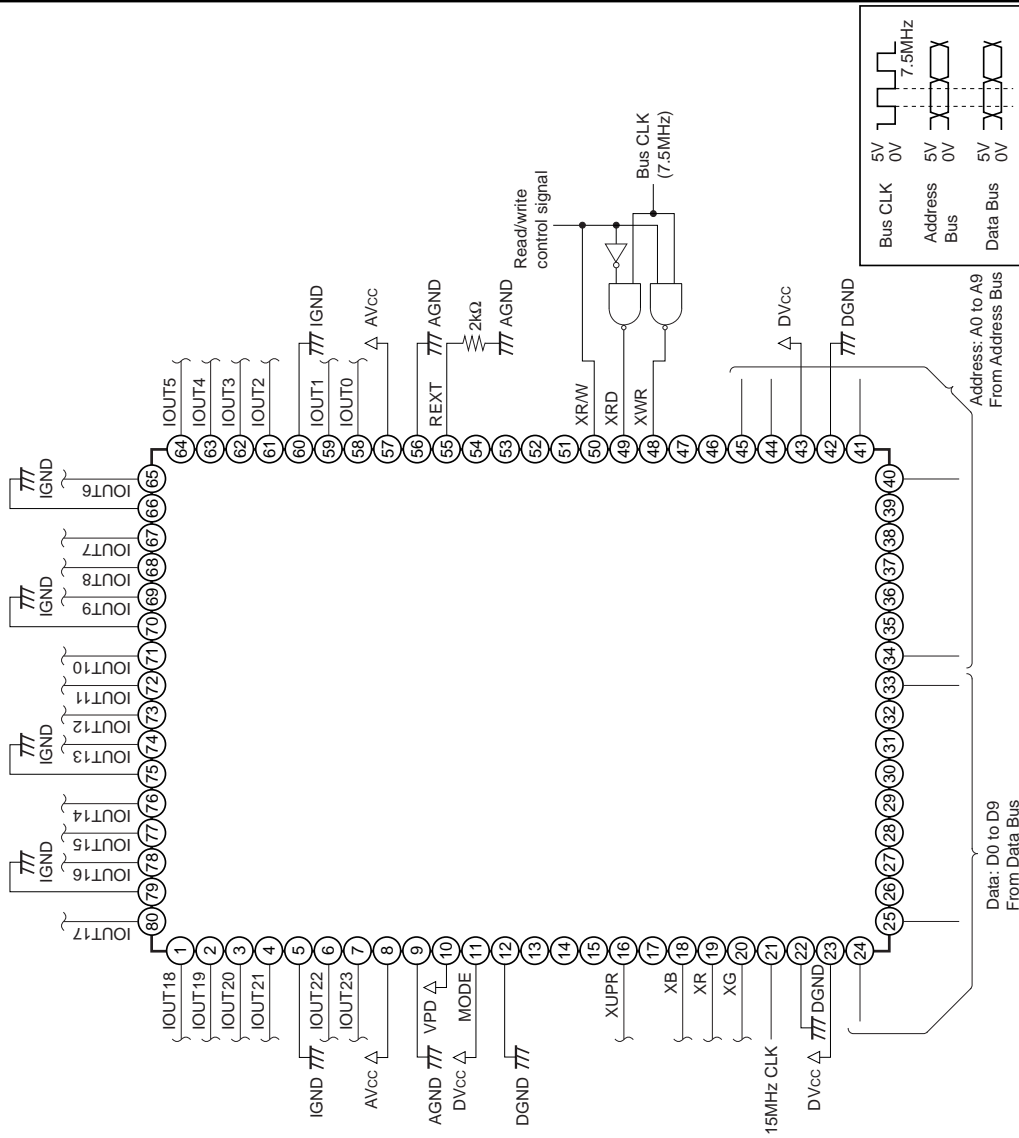 Bus CLK
5V
0V
7.5MHz
Address
Bus
5V
0V
Data Bus
5V
0V
Bus CLK
(7.5MHz)
Read/write
control signal
IGND
IOUT6
IOUT7
IOUT8
IGND
IOUT9
IOUT10
IOUT11
IOUT12
IGND
IOUT13
IOUT14
IOUT15
IGND
IOUT16
IOUT17
65
66
67
68
69
70
71
72
73
74
75
76
77
78
79
80
IOUT5
64
IOUT4
63
IOUT3
62
IOUT2
61
IGND
60
IOUT1
59
IOUT0
58
AVcc
57
AGND
56
REXT
55
2kΩ
AGND
54
53
52
51
XR/W
50
XRD
49
XWR
48
47
46
45
44
DVcc
43
DGND
42
41
IOUT18
1
IOUT19
2
IOUT20
3
IOUT21
4
IGND
5
IOUT22
6
IOUT23
7
AVcc
8
AGND
9
VPD
10
DVcc
MODE
11
DGND
12
13
14
15
XUPR
16
17
XB
18
XR
19
XG
20
15MHz CLK
21
DGND
22
DVcc
23
24
25
26
27
28
29
30
31
32
33
34
35
36
37
38
39
40
Address: A0 to A9
From Address Bus
Data: D0 to D9
From Data Bus